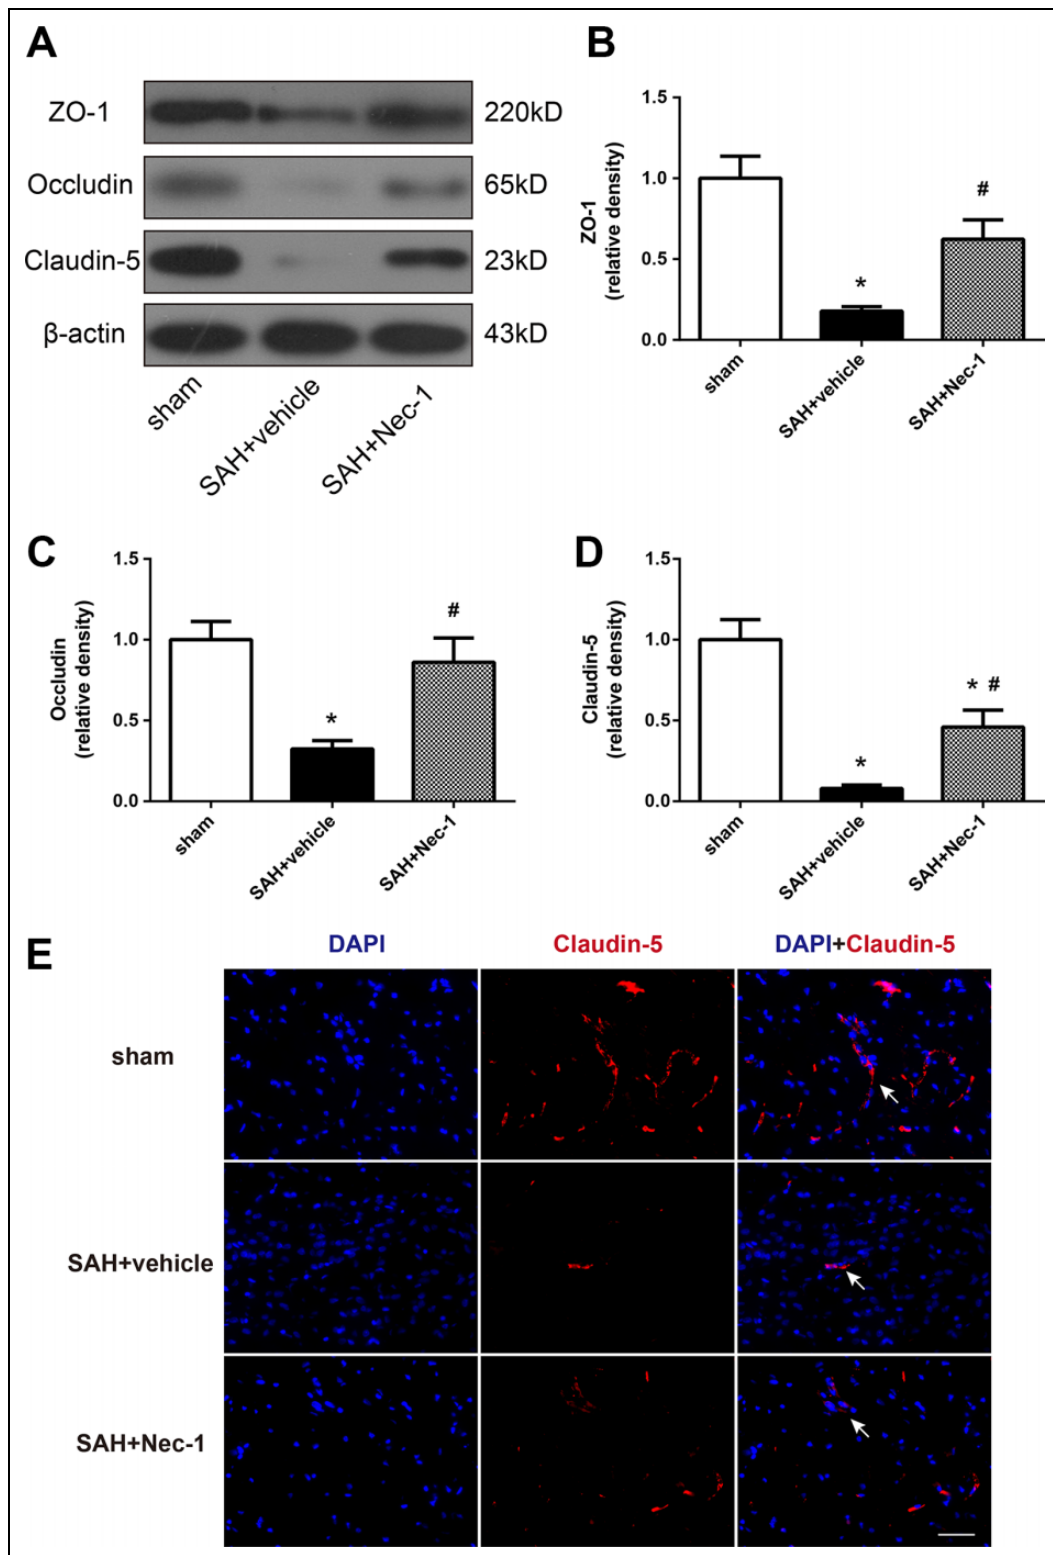 A
ZO-1
220kD
Occludin
65kD
Claudin-5
23kD
β-actin
43kD
sham
SAH+vehicle
SAH+Nec-1
B
ZO-1
(relative density)
1.5
1.0
0.5
0.0
*
#
sham
SAH+vehicle
SAH+Nec-1
C
Occludin
(relative density)
1.5
1.0
0.5
0.0
*
#
sham
SAH+vehicle
SAH+Nec-1
D
Claudin-5
(relative density)
1.5
1.0
0.5
0.0
*
* #
sham
SAH+vehicle
SAH+Nec-1
E
DAPI
Claudin-5
DAPI+Claudin-5
sham
SAH+vehicle
SAH+Nec-1